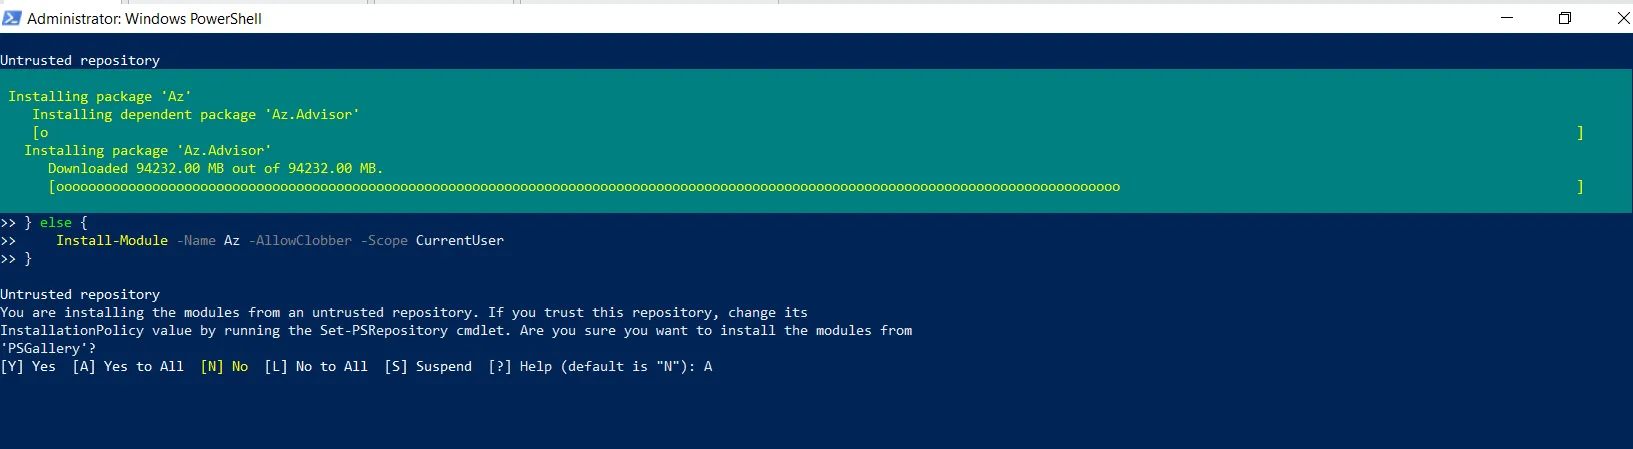 Administrator: Windows PowerShell
Untrusted repository
Installing package 'Az'
Installing dependent package 'Az.Advisor'
[o ]
Installing package 'Az.Advisor'
Downloaded 94232.00 MB out of 94232.00 MB.
[ooooooooooooooooooooooooooooooooooooooooooooooooooooooooooooooooooooooooooooooooooooooooooooooooooooooooooooooooooooooooooooooooooooo ]
>> } else {
>>     Install-Module -Name Az -AllowClobber -Scope CurrentUser
>> }
Untrusted repository
You are installing the modules from an untrusted repository. If you trust this repository, change its
InstallationPolicy value by running the Set-PSRepository cmdlet. Are you sure you want to install the modules from
'PSGallery'?
[Y] Yes  [A] Yes to All  [N] No  [L] No to All  [S] Suspend  [?] Help (default is "N"): A